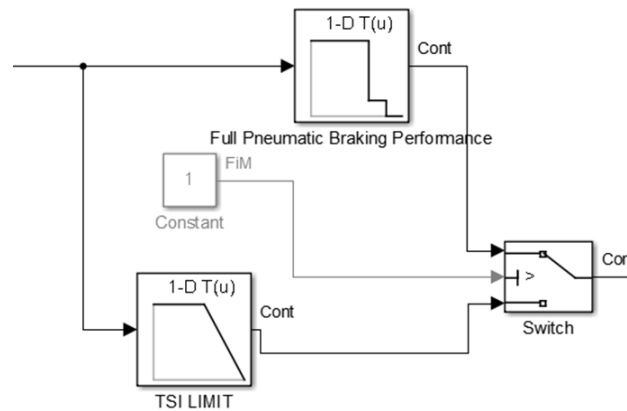 1-D T(u)
Cont
Full Pneumatic Braking Performance
FiM
1
Constant
1-D T(u)
Cont
TSI LIMIT
>
Con
Switch